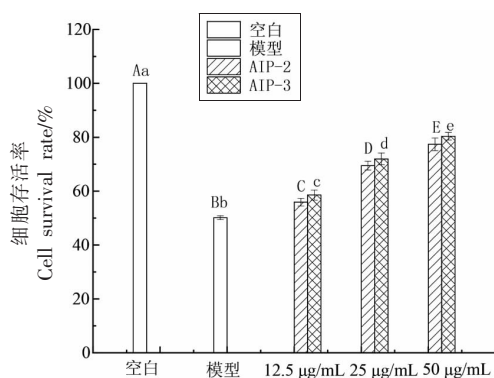 空白
模型
AIP-2
AIP-3
细胞存活率
Cell survival rate/%
120
100
80
60
40
20
0
Aa
Bb
C c
D d
E e
空白 模型 12.5 μg/mL 25 μg/mL 50 μg/mL